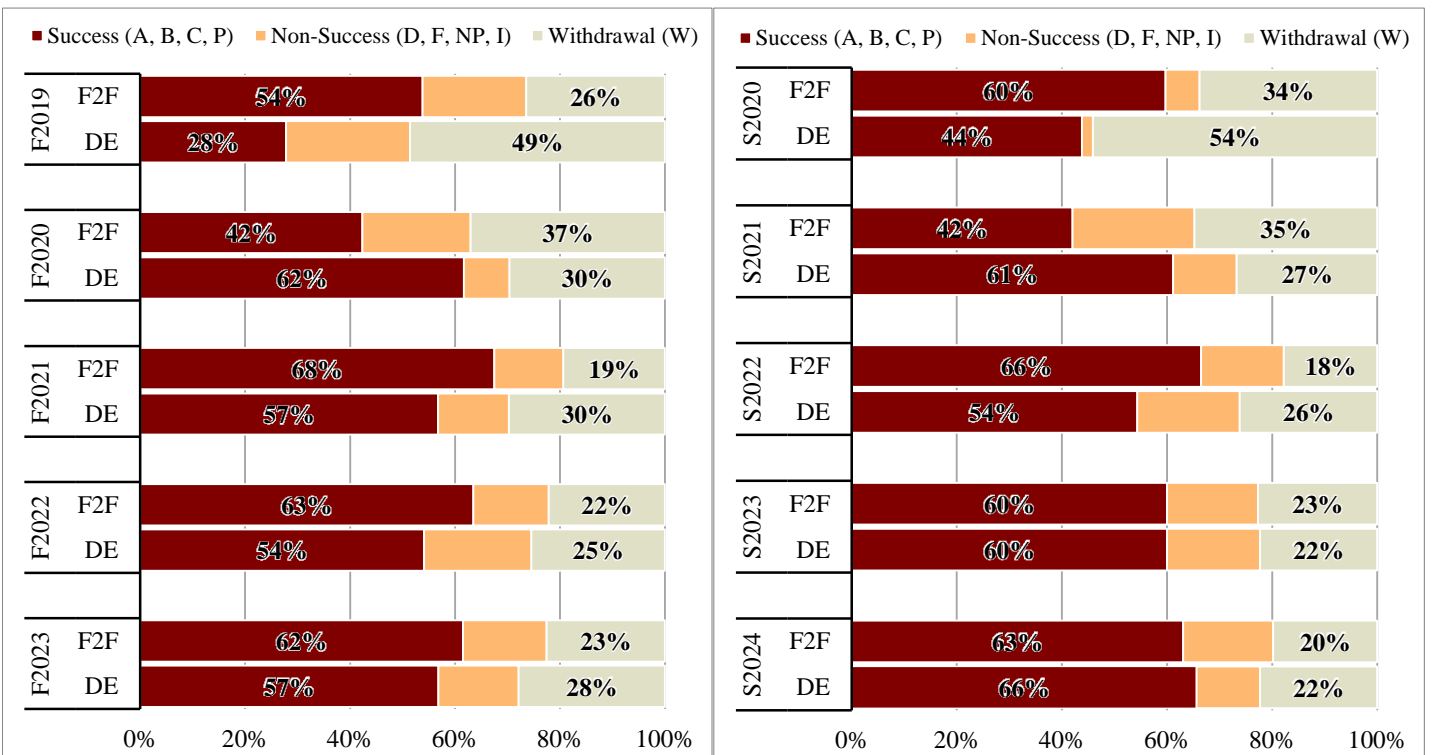 Success (A, B, C, P) Non-Success (D, F, NP, I) Withdrawal (W)
F2019
F2F 54% 26%
DE 28% 49%
F2020
F2F 42% 37%
DE 62% 30%
F2021
F2F 68% 19%
DE 57% 30%
F2022
F2F 63% 22%
DE 54% 25%
F2023
F2F 62% 23%
DE 57% 28%
0% 20% 40% 60% 80% 100%
Success (A, B, C, P) Non-Success (D, F, NP, I) Withdrawal (W)
S2020
F2F 60% 34%
DE 44% 54%
S2021
F2F 42% 35%
DE 61% 27%
S2022
F2F 66% 18%
DE 54% 26%
S2023
F2F 60% 23%
DE 60% 22%
S2024
F2F 63% 20%
DE 66% 22%
0% 20% 40% 60% 80% 100%